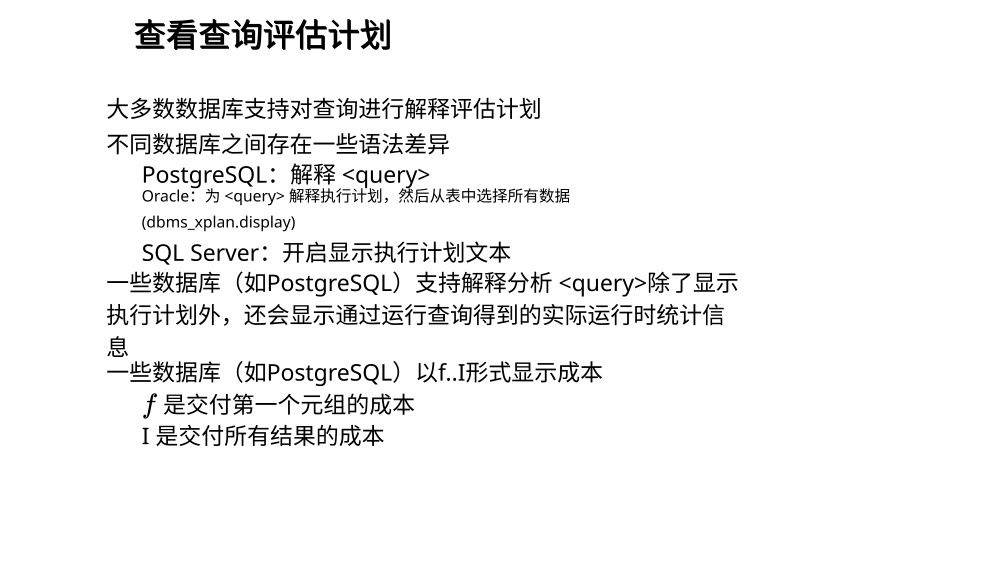 查看查询评估计划
大多数数据库支持对查询进行解释评估计划
不同数据库之间存在一些语法差异
PostgreSQL：解释 <query>
Oracle：为 <query> 解释执行计划，然后从表中选择所有数据
(dbms_xplan.display)
SQL Server：开启显示执行计划文本
一些数据库（如PostgreSQL）支持解释分析 <query>除了显示
执行计划外，还会显示通过运行查询得到的实际运行时统计信
息
一些数据库（如PostgreSQL）以f..I形式显示成本
f 是交付第一个元组的成本
I 是交付所有结果的成本